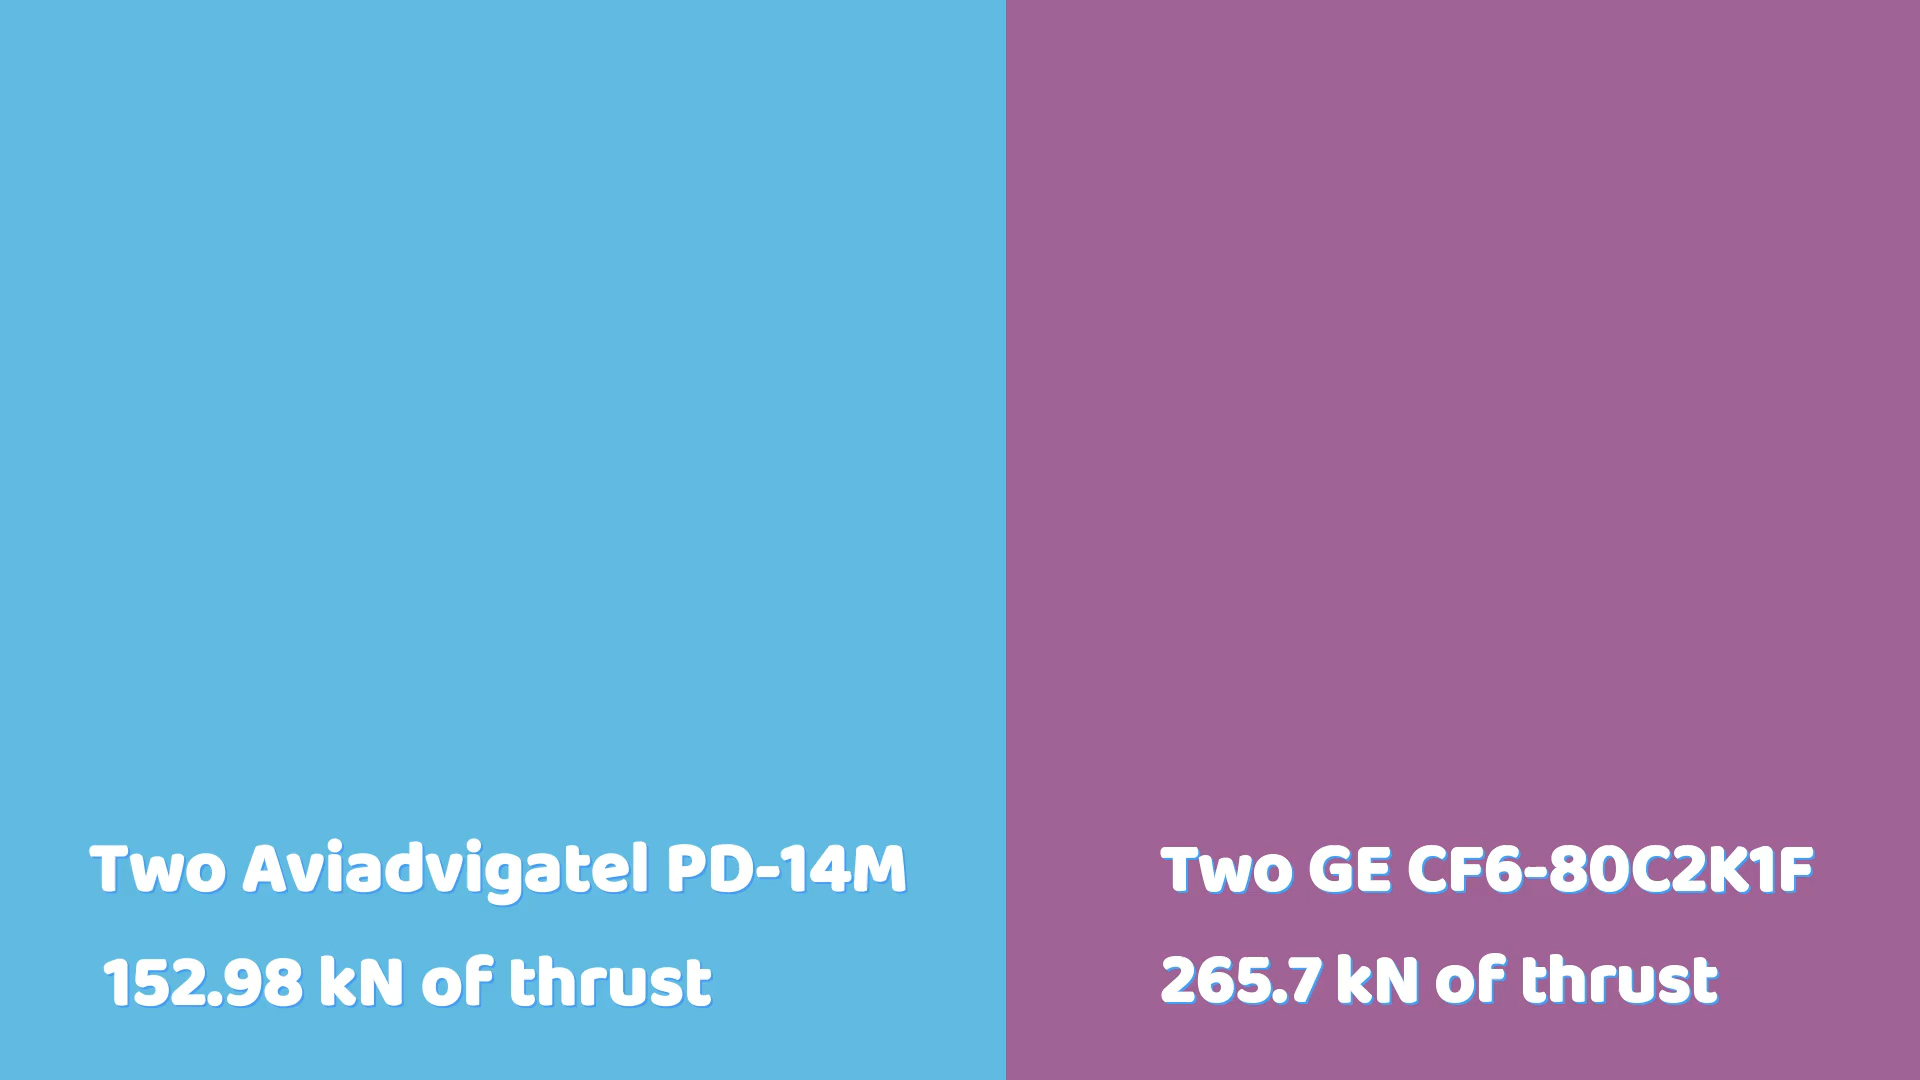 Two Aviadvigatel PD-14M
152.98 kN of thrust
Two GE CF6-80C2K1F
265.7 kN of thrust